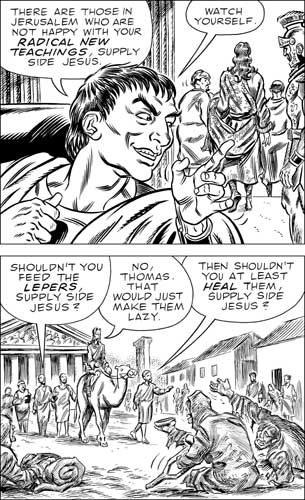 THERE ARE THOSE IN
JERUSALEM WHO ARE
NOT HAPPY WITH YOUR
RADICAL NEW
TEACHINGS, SUPPLY
SIDE JESUS.
WATCH
YOURSELF.
SHOULDN'T YOU
FEED THE
LEPERS,
SUPPLY SIDE
JESUS?
NO,
THOMAS.
THAT
WOULD JUST
MAKE THEM
LAZY.
THEN SHOULDN'T
YOU AT LEAST
HEAL THEM,
SUPPLY SIDE
JESUS?